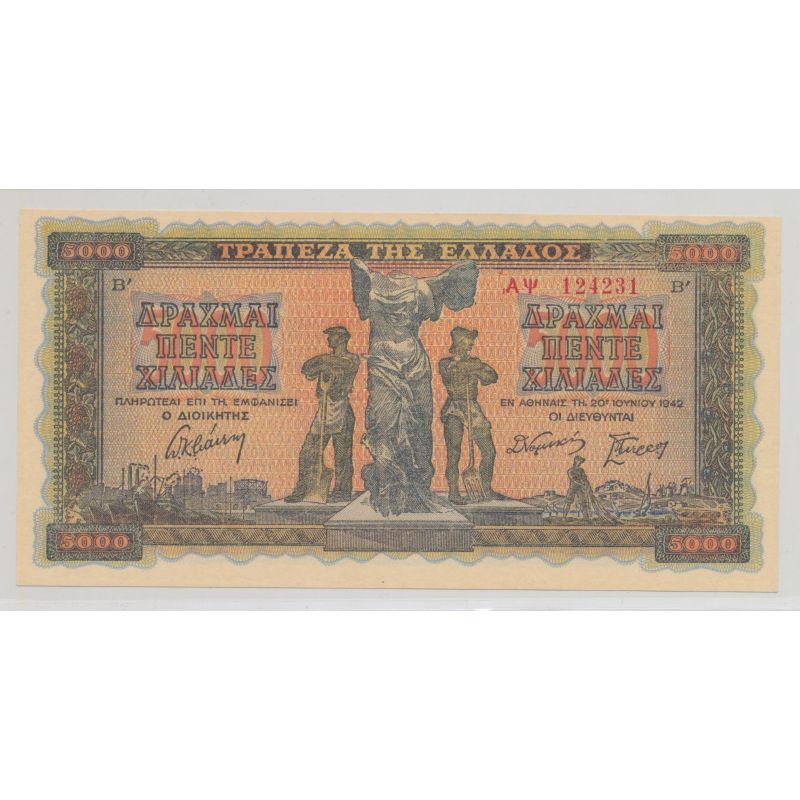 5000 ΤΡΑΠΕΖΑ ΤΗΣ ΕΛΛΑΔΟΣ 5000
Β' ΑΨ 124231 Β'
ΔΡΑΧΜΑΙ
ΠΕΝΤΕ
ΧΙΛΙΑΔΕΣ
ΔΡΑΧΜΑΙ
ΠΕΝΤΕ
ΧΙΛΙΑΔΕΣ
ΠΛΗΡΩΤΕΑΙ ΕΠΙ ΤΗ ΕΜΦΑΝΙΣΕΙ
Ο ΔΙΟΙΚΗΤΗΣ
ΕΝ ΑΘΗΝΑΙΣ ΤΗ 20ῃ ΙΟΥΝΙΟΥ 1942
ΟΙ ΔΙΕΥΘΥΝΤΑΙ
5000 5000